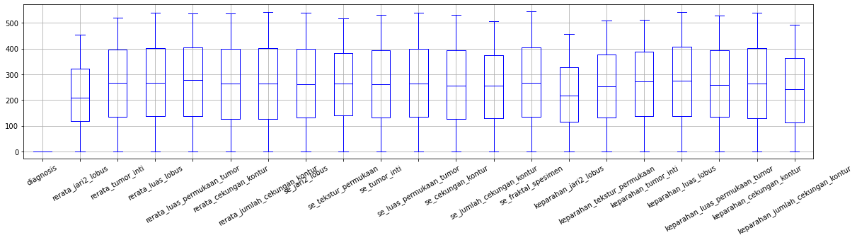 500
400
300
200
100
0
diagnosis
rerata_jari2_lobus
rerata_tumor_inti
rerata_luas_lobus
rerata_luas_permukaan_tumor
rerata_cekungan_kontur
rerata_jumlah_cekungan_kontur
se_jari2_lobus
se_tekstur_permukaan
se_tumor_inti
se_luas_permukaan_tumor
se_cekungan_kontur
se_jumlah_cekungan_kontur
se_fraktal_spesimen
keparahan_jari2_lobus
keparahan_tekstur_permukaan
keparahan_tumor_inti
keparahan_luas_lobus
keparahan_luas_permukaan_tumor
keparahan_cekungan_kontur
keparahan_jumlah_cekungan_kontur